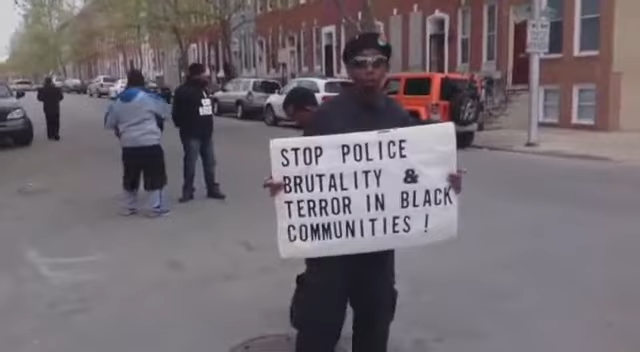 STOP POLICE
BRUTALITY &
TERROR IN BLACK
COMMUNITIES !